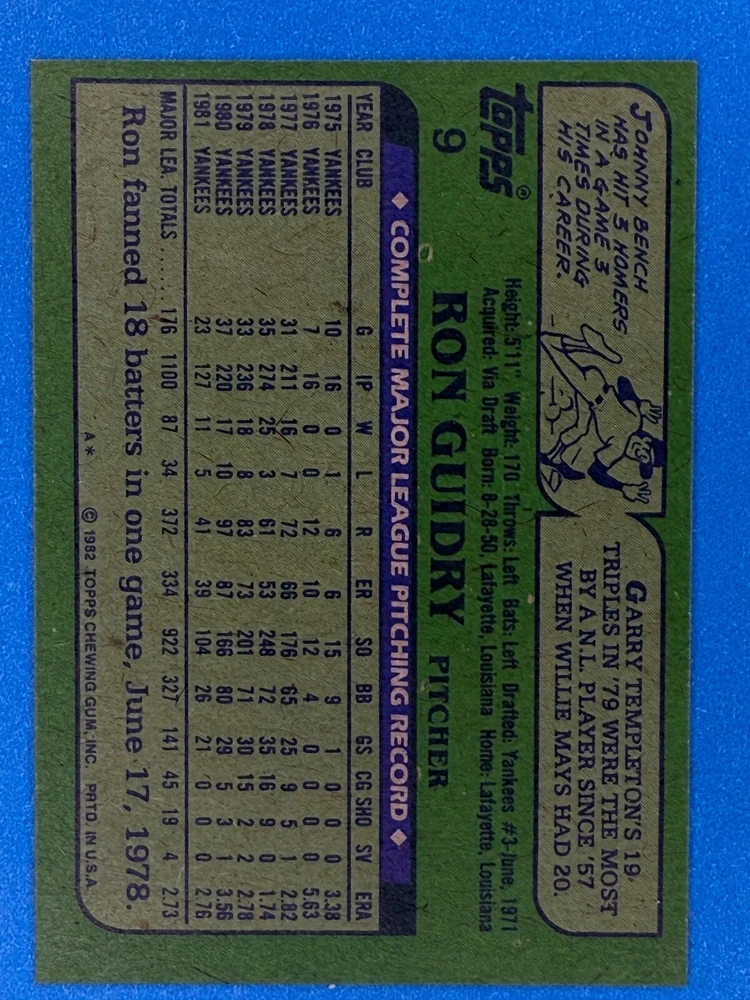 JOHNNY BENCH
HAS HIT 3 HOMERS
IN A GAME 3
TIMES DURING
HIS CAREER.
GARRY TEMPLETON'S 19
TRIPLES IN '79 WERE THE MOST
BY A N.L. PLAYER SINCE '57
WHEN WILLIE MAYS HAD 20.
topps®
9
Height: 5'11" Weight: 170 Throws: Left Bats: Left Drafted: Yankees #3-June, 1971
Acquired: Via Draft Born: 8-28-50, Lafayette, Louisiana Home: Lafayette, Louisiana
RON GUIDRY PITCHER
◆ COMPLETE MAJOR LEAGUE PITCHING RECORD ◆
YEAR CLUB G IP W L R ER SO BB GS CG SHO SV ERA
1975 YANKEES 10 16 0 1 6 6 15 9 1 0 0 0 3.38
1976 YANKEES 7 16 0 0 12 10 12 4 0 0 0 0 5.63
1977 YANKEES 31 211 16 7 72 66 176 65 25 9 5 1 2.82
1978 YANKEES 35 274 25 3 61 53 248 72 35 16 9 0 1.74
1979 YANKEES 33 236 18 8 83 73 201 71 30 15 2 2 2.78
1980 YANKEES 37 220 17 10 97 87 166 80 29 5 3 1 3.56
1981 YANKEES 23 127 11 5 41 39 104 26 21 0 0 0 2.76
MAJOR LEA. TOTALS ...... 176 1100 87 34 372 334 922 327 141 45 19 4 2.73
Ron fanned 18 batters in one game, June 17, 1978.
A* © 1982 TOPPS CHEWING GUM, INC. PRTD. IN U.S.A.